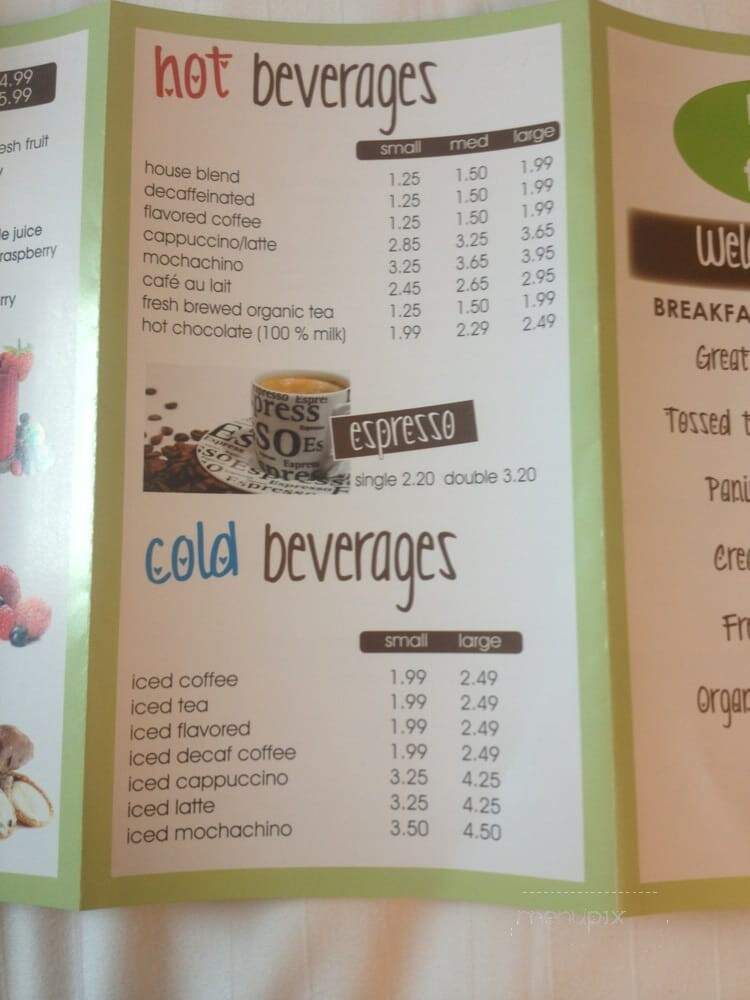 4.99
5.99
esh fruit
y
le juice
raspberry
rry
hot beverages
small med large
house blend 1.25 1.50 1.99
decaffeinated 1.25 1.50 1.99
flavored coffee 1.25 1.50 1.99
cappuccino/latte 2.85 3.25 3.65
mochachino 3.25 3.65 3.95
café au lait 2.45 2.65 2.95
fresh brewed organic tea 1.25 1.50 1.99
hot chocolate (100 % milk) 1.99 2.29 2.49
espresso
single 2.20 double 3.20
cold beverages
small large
iced coffee 1.99 2.49
iced tea 1.99 2.49
iced flavored 1.99 2.49
iced decaf coffee 1.99 2.49
iced cappuccino 3.25 4.25
iced latte 3.25 4.25
iced mochachino 3.50 4.50
Wel
BREAKFA
Great
Tossed t
Pani
Cre
Fr
Orga
menupix